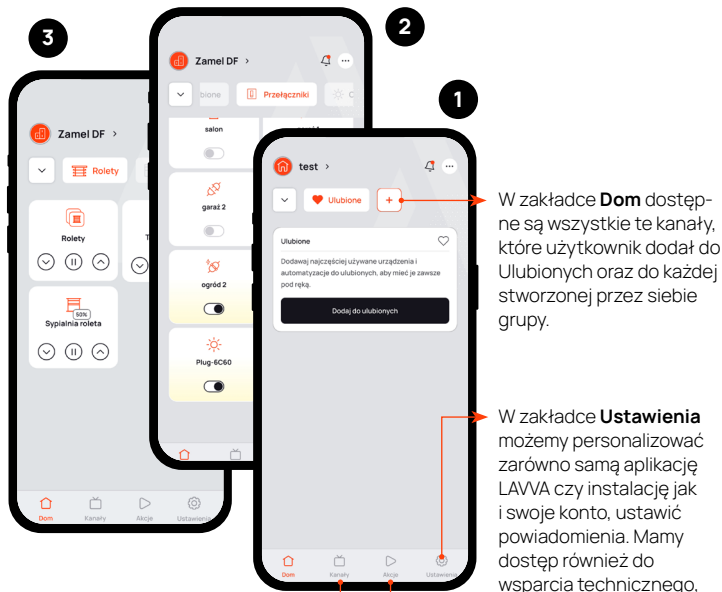 3
2
1
Zamel DF >
Rolety
Rolety
50%
Sypialnia roleta
Dom
Kanały
Akcje
Ustawienia
Zamel DF >
bione
Przełączniki
salon
garaż 2
ogród 2
Plug-6C60
test >
Ulubione
+
Ulubione
Dodawaj najczęściej używane urządzenia i
automatyzacje do ulubionych, aby mieć je zawsze
pod ręką.
Dodaj do ulubionych
Dom
Kanały
Akcje
Ustawienia
W zakładce Dom dostęp-
ne są wszystkie te kanały,
które użytkownik dodał do
Ulubionych oraz do każdej
stworzonej przez siebie
grupy.
W zakładce Ustawienia
możemy personalizować
zarówno samą aplikację
LAVVA czy instalację jak
i swoje konto, ustawić
powiadomienia. Mamy
dostęp również do
wsparcia technicznego,